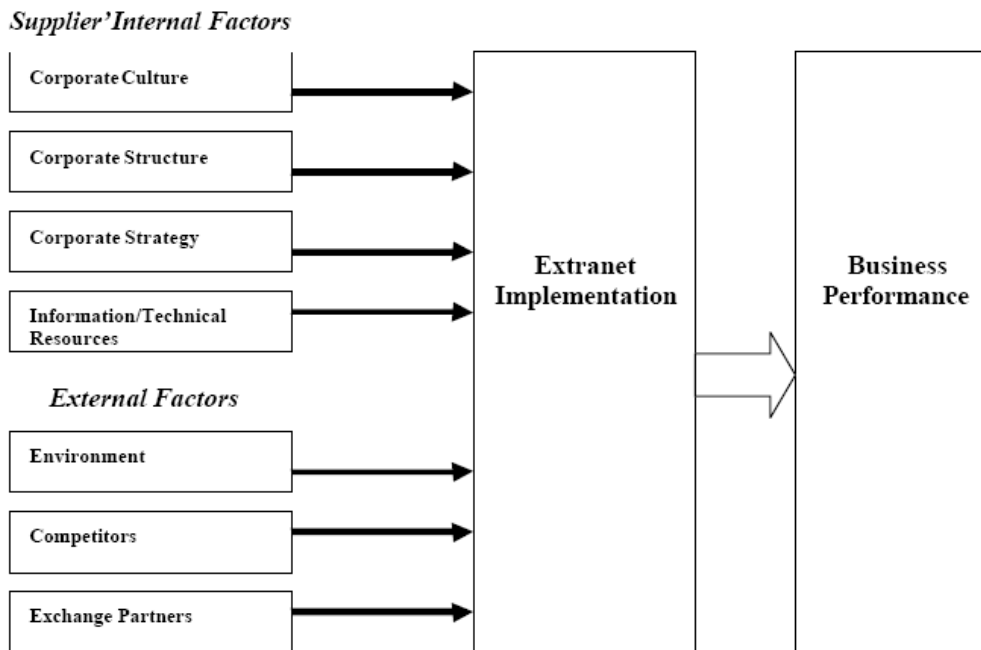 Supplier'Internal Factors
Corporate Culture
Corporate Structure
Corporate Strategy
Information/Technical
Resources
External Factors
Environment
Competitors
Exchange Partners
Extranet
Implementation
Business
Performance